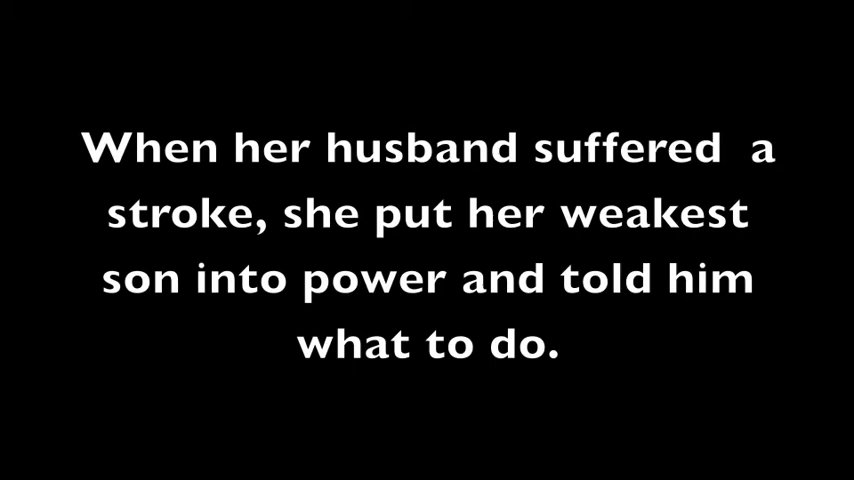 When her husband suffered  a
stroke, she put her weakest
son into power and told him
what to do.